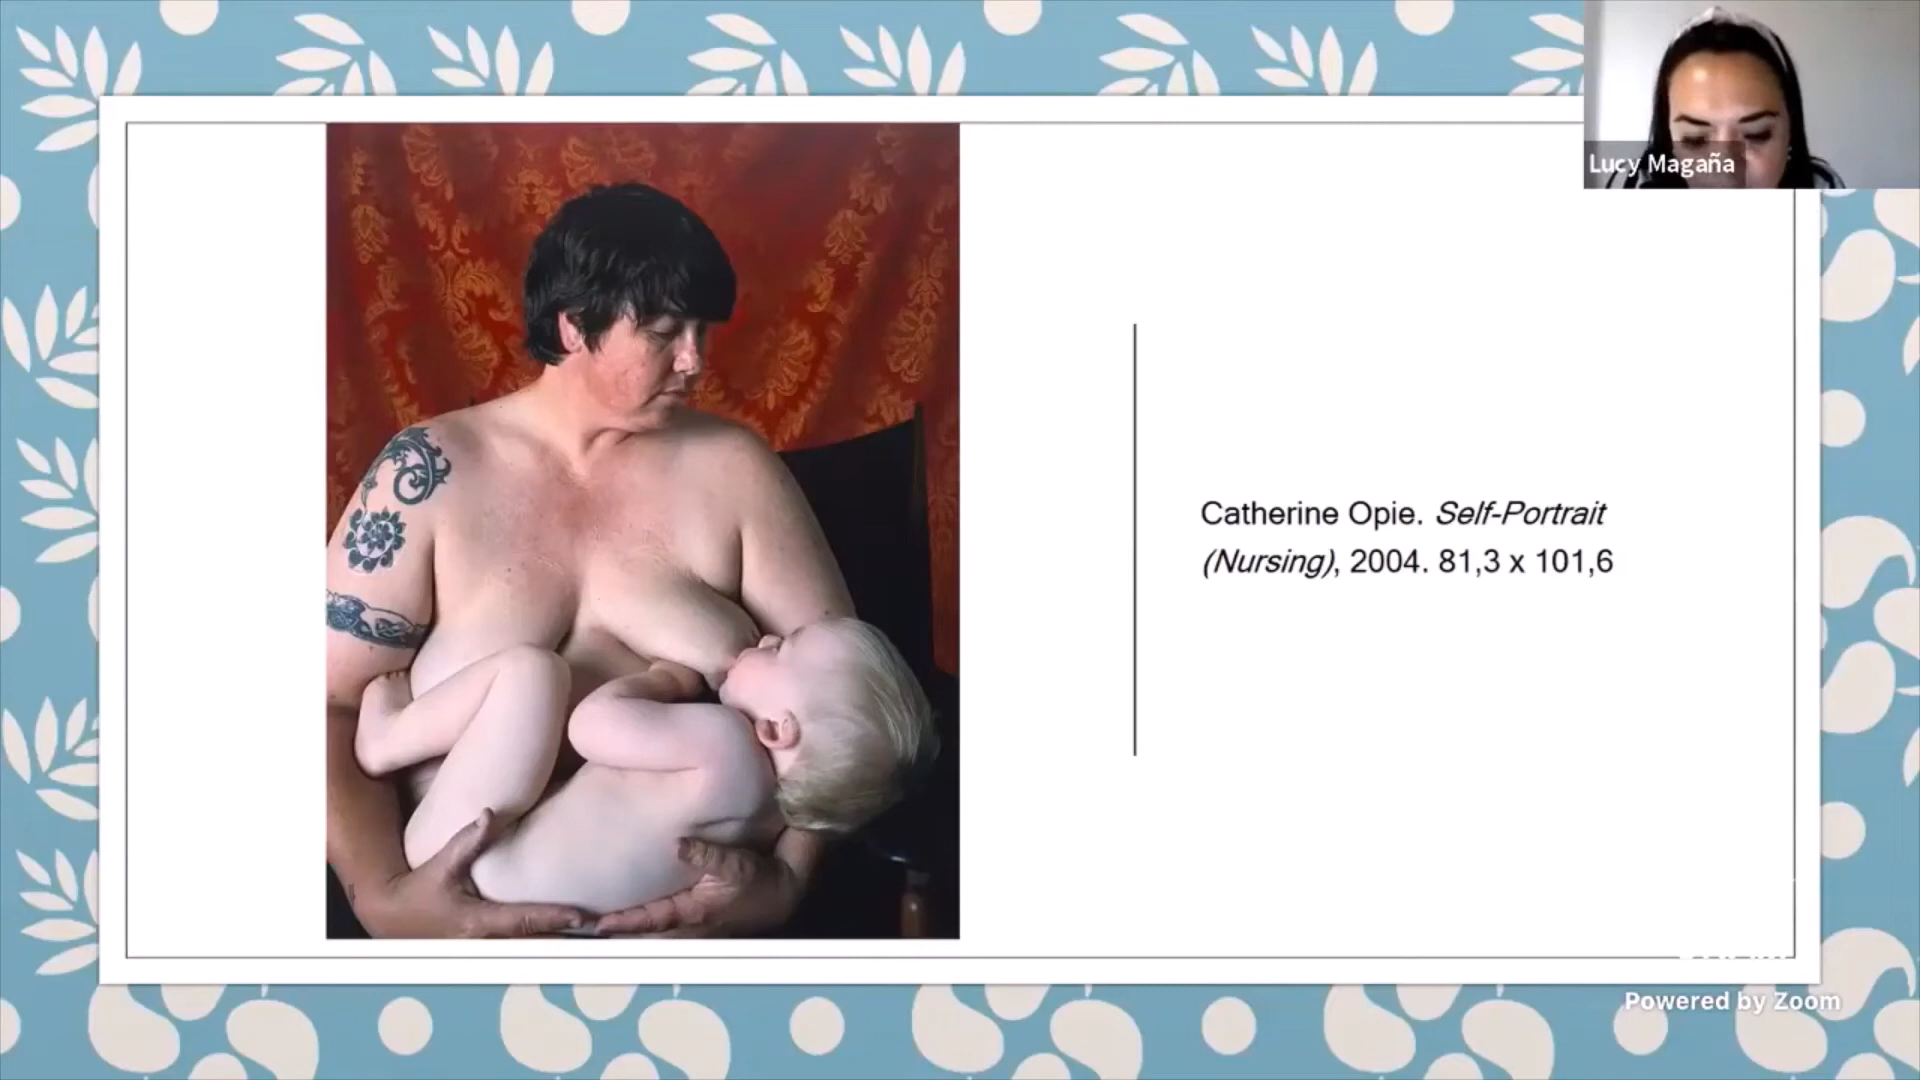 Lucy Magaña
Catherine Opie. Self-Portrait
(Nursing), 2004. 81,3 x 101,6
Powered by Zoom